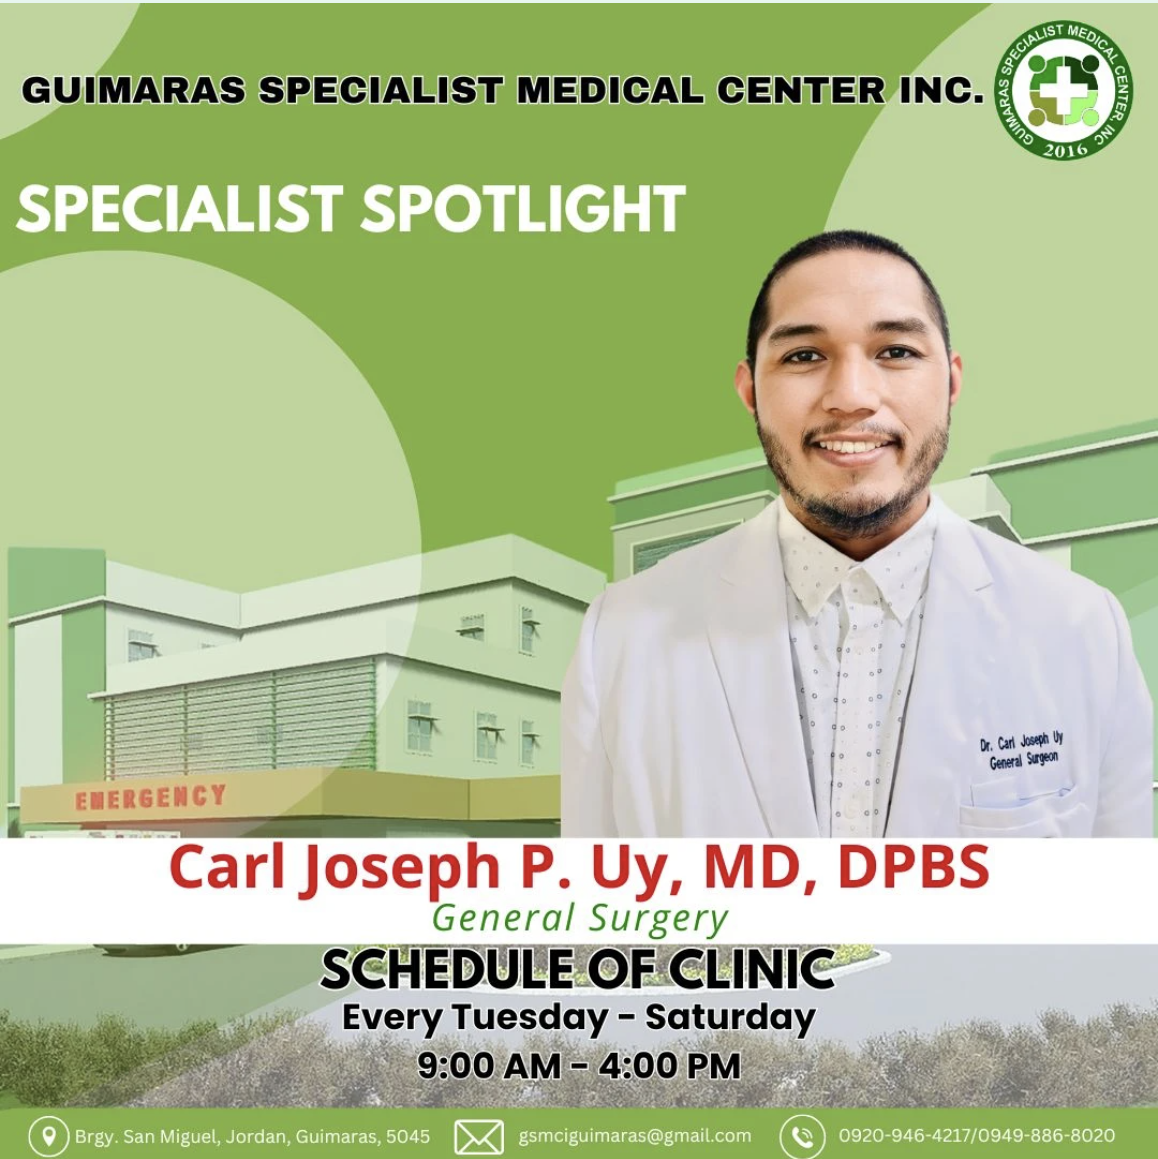 GUIMARAS SPECIALIST MEDICAL CENTER INC.
GUIMARAS SPECIALIST MEDICAL CENTER, INC
2016
SPECIALIST SPOTLIGHT
Dr. Carl Joseph Uy
General Surgeon
EMERGENCY
Carl Joseph P. Uy, MD, DPBS
General Surgery
SCHEDULE OF CLINIC
Every Tuesday - Saturday
9:00 AM - 4:00 PM
Brgy. San Miguel, Jordan, Guimaras, 5045
gsmciguimaras@gmail.com
0920-946-4217/0949-886-8020